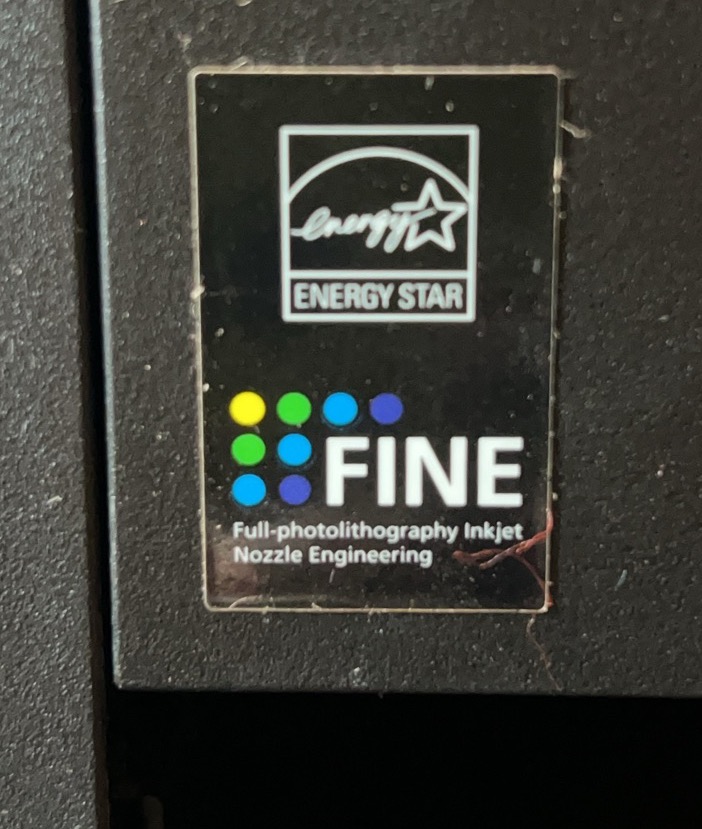 energy
ENERGY STAR
FINE
Full-photolithography Inkjet
Nozzle Engineering